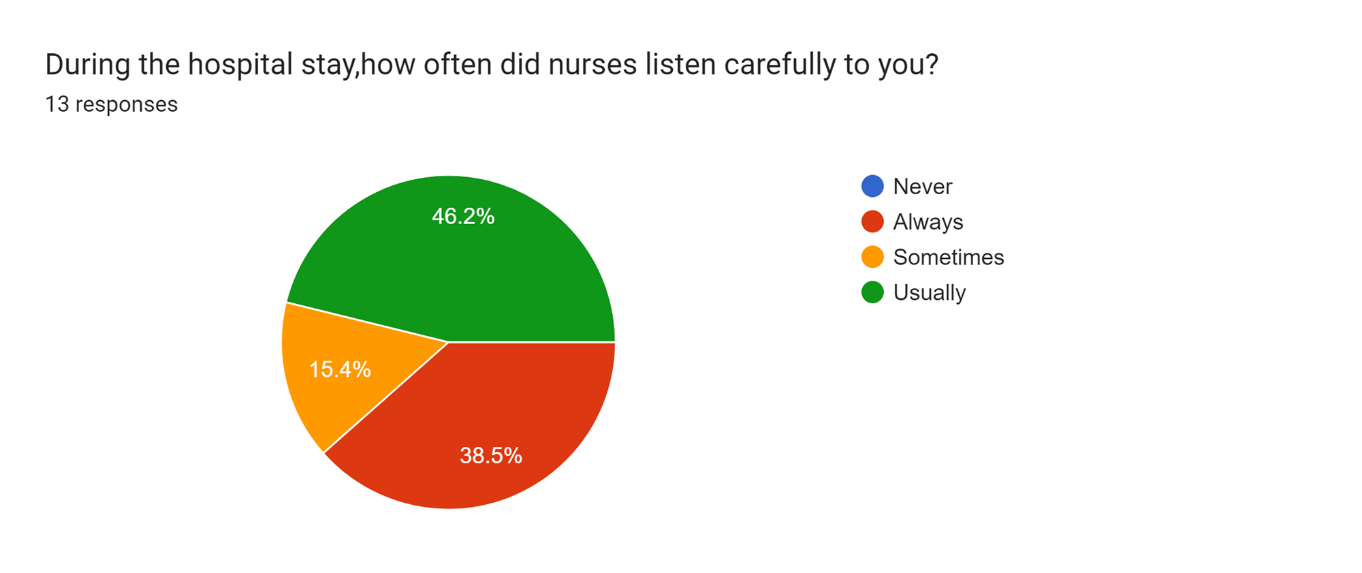 During the hospital stay,how often did nurses listen carefully to you?
13 responses
46.2%
15.4%
38.5%
Never
Always
Sometimes
Usually